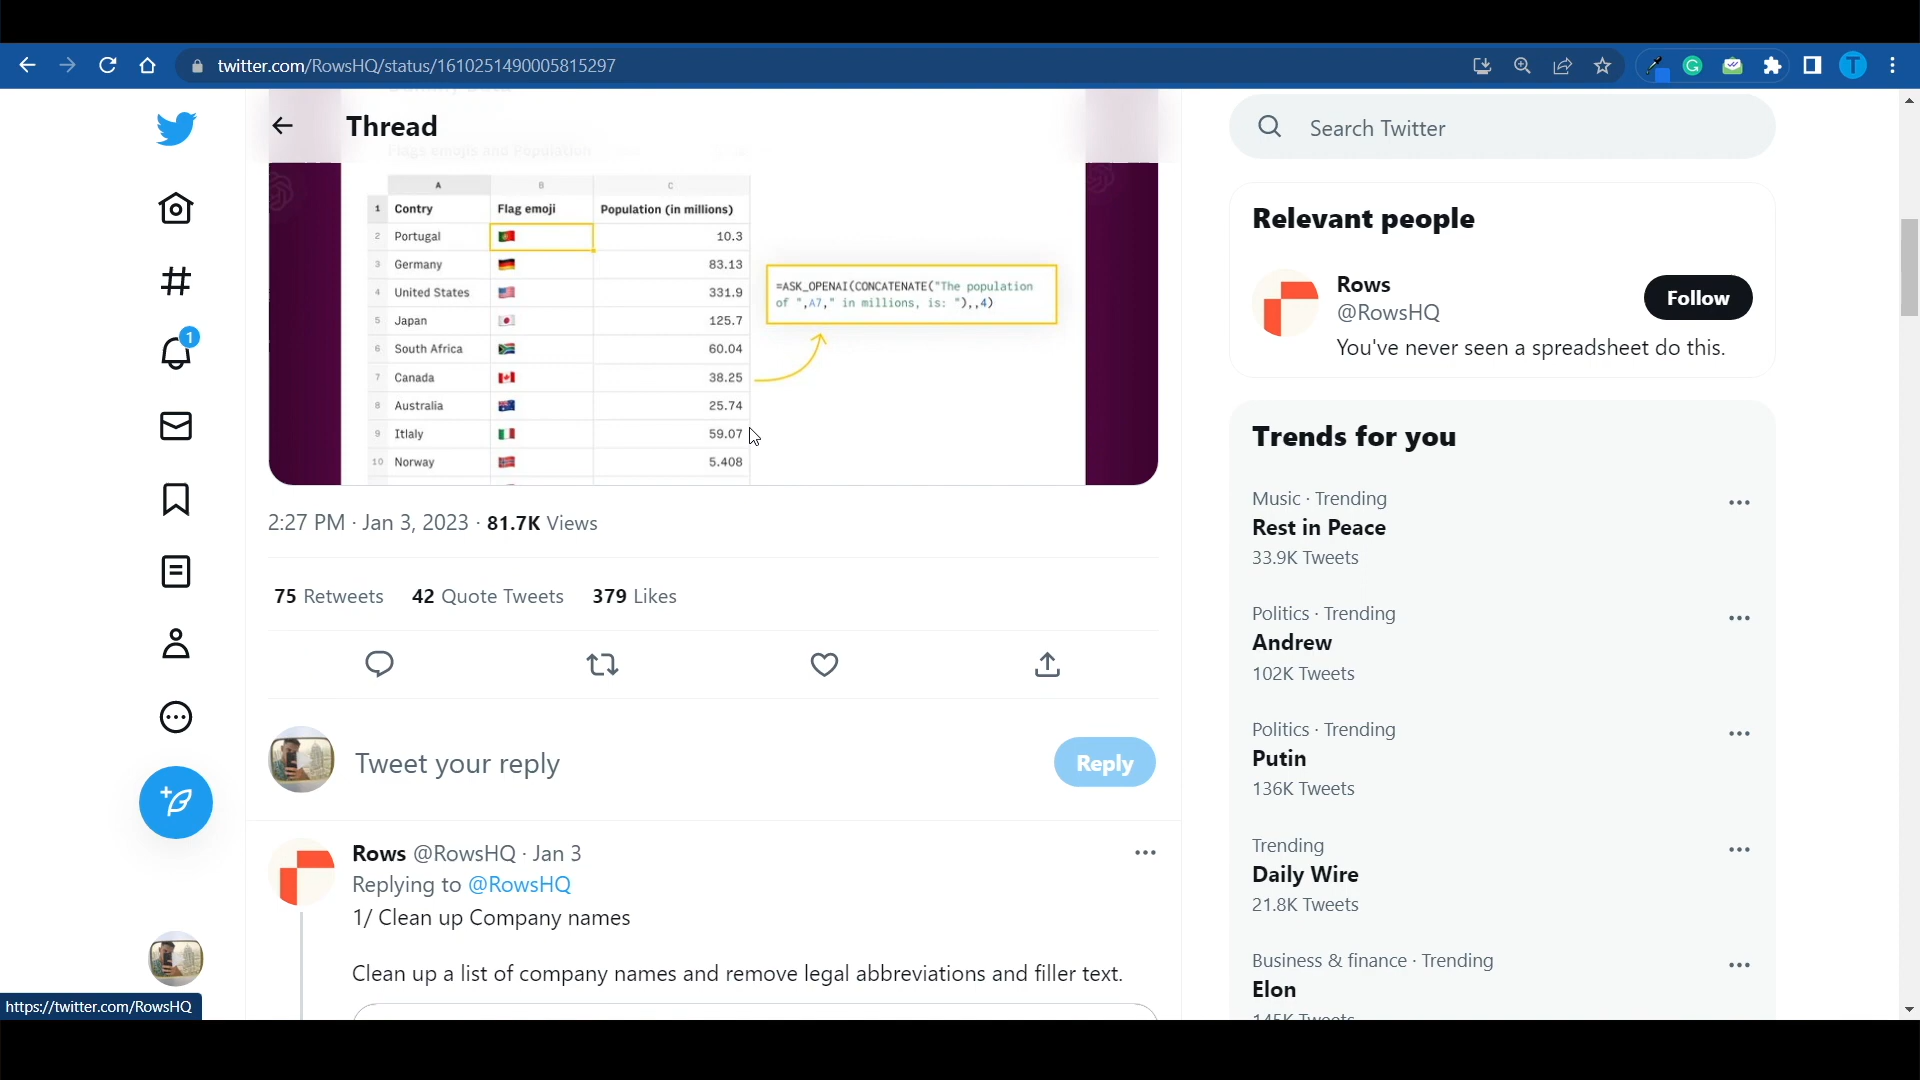 twitter.com/RowsHQ/status/1610251490005815297
Thread
Flags emojis and Population
A B C
1 Contry Flag emoji Population (in millions)
2 Portugal 10.3
3 Germany 83.13
4 United States 331.9
5 Japan 125.7
6 South Africa 60.04
7 Canada 38.25
8 Australia 25.74
9 Itlaly 59.07
10 Norway 5.408
=ASK_OPENAI(CONCATENATE("The population
of ",A7," in millions, is: "),,4)
2:27 PM · Jan 3, 2023 · 81.7K Views
75 Retweets 42 Quote Tweets 379 Likes
Tweet your reply
Reply
Rows @RowsHQ · Jan 3
Replying to @RowsHQ
1/ Clean up Company names
Clean up a list of company names and remove legal abbreviations and filler text.
1
https://twitter.com/RowsHQ
T
Search Twitter
Relevant people
Rows
@RowsHQ
Follow
You've never seen a spreadsheet do this.
Trends for you
Music · Trending
Rest in Peace
33.9K Tweets
Politics · Trending
Andrew
102K Tweets
Politics · Trending
Putin
136K Tweets
Trending
Daily Wire
21.8K Tweets
Business & finance · Trending
Elon
145K Tweets